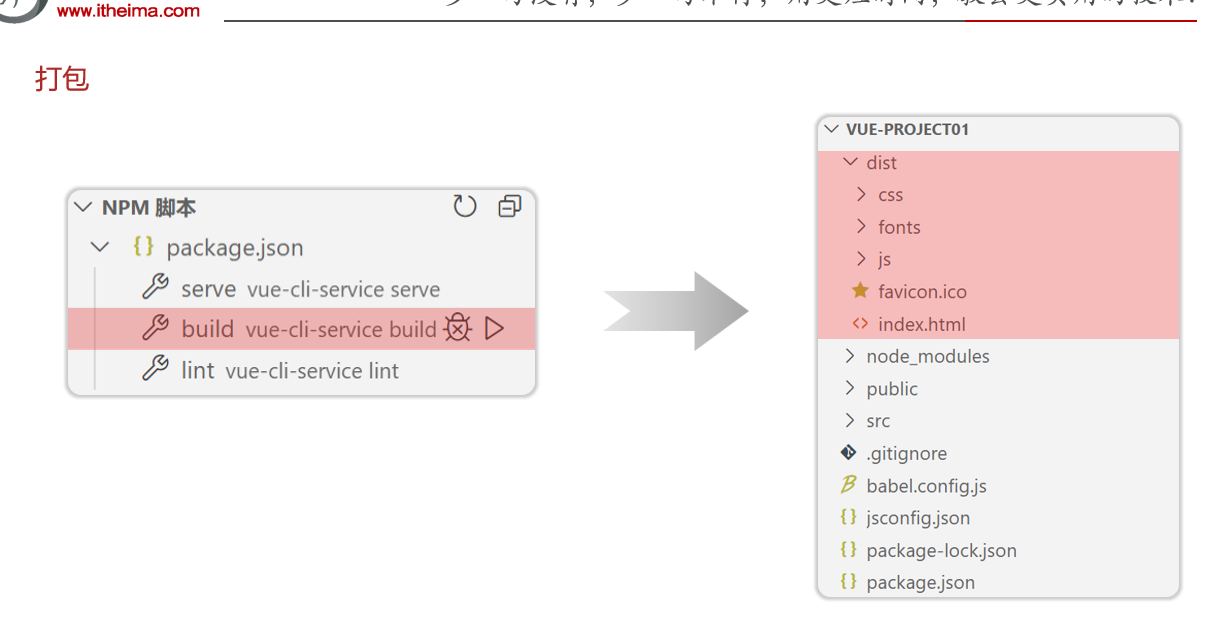 www.itheima.com
打包
NPM 脚本
package.json
serve vue-cli-service serve
build vue-cli-service build
lint vue-cli-service lint
VUE-PROJECT01
dist
css
fonts
js
favicon.ico
index.html
node_modules
public
src
.gitignore
babel.config.js
jsconfig.json
package-lock.json
package.json